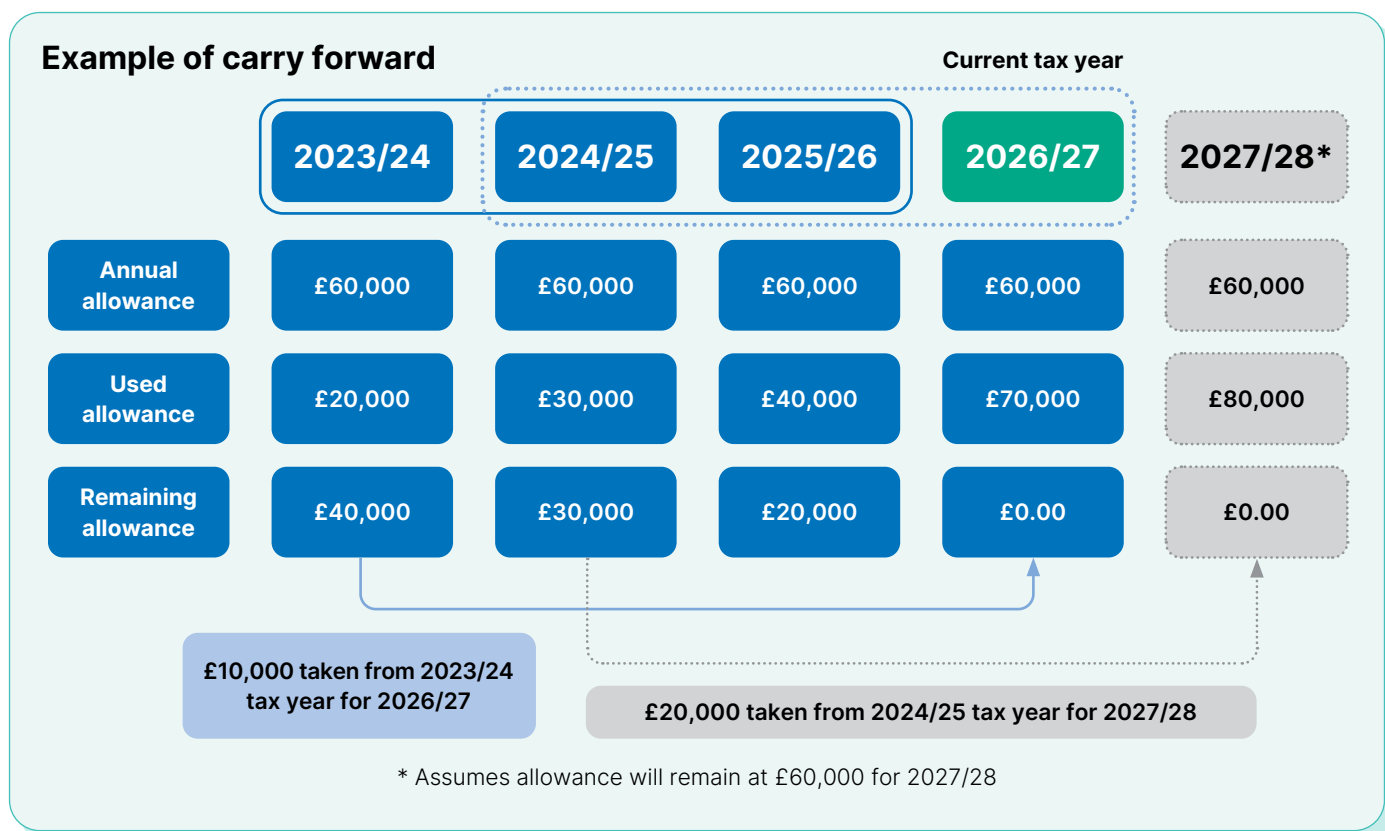 Example of carry forward
Current tax year
2023/24
2024/25
2025/26
2026/27
2027/28*
Annual
allowance
£60,000
£60,000
£60,000
£60,000
£60,000
Used
allowance
£20,000
£30,000
£40,000
£70,000
£80,000
Remaining
allowance
£40,000
£30,000
£20,000
£0.00
£0.00
£10,000 taken from 2023/24
tax year for 2026/27
£20,000 taken from 2024/25 tax year for 2027/28
* Assumes allowance will remain at £60,000 for 2027/28